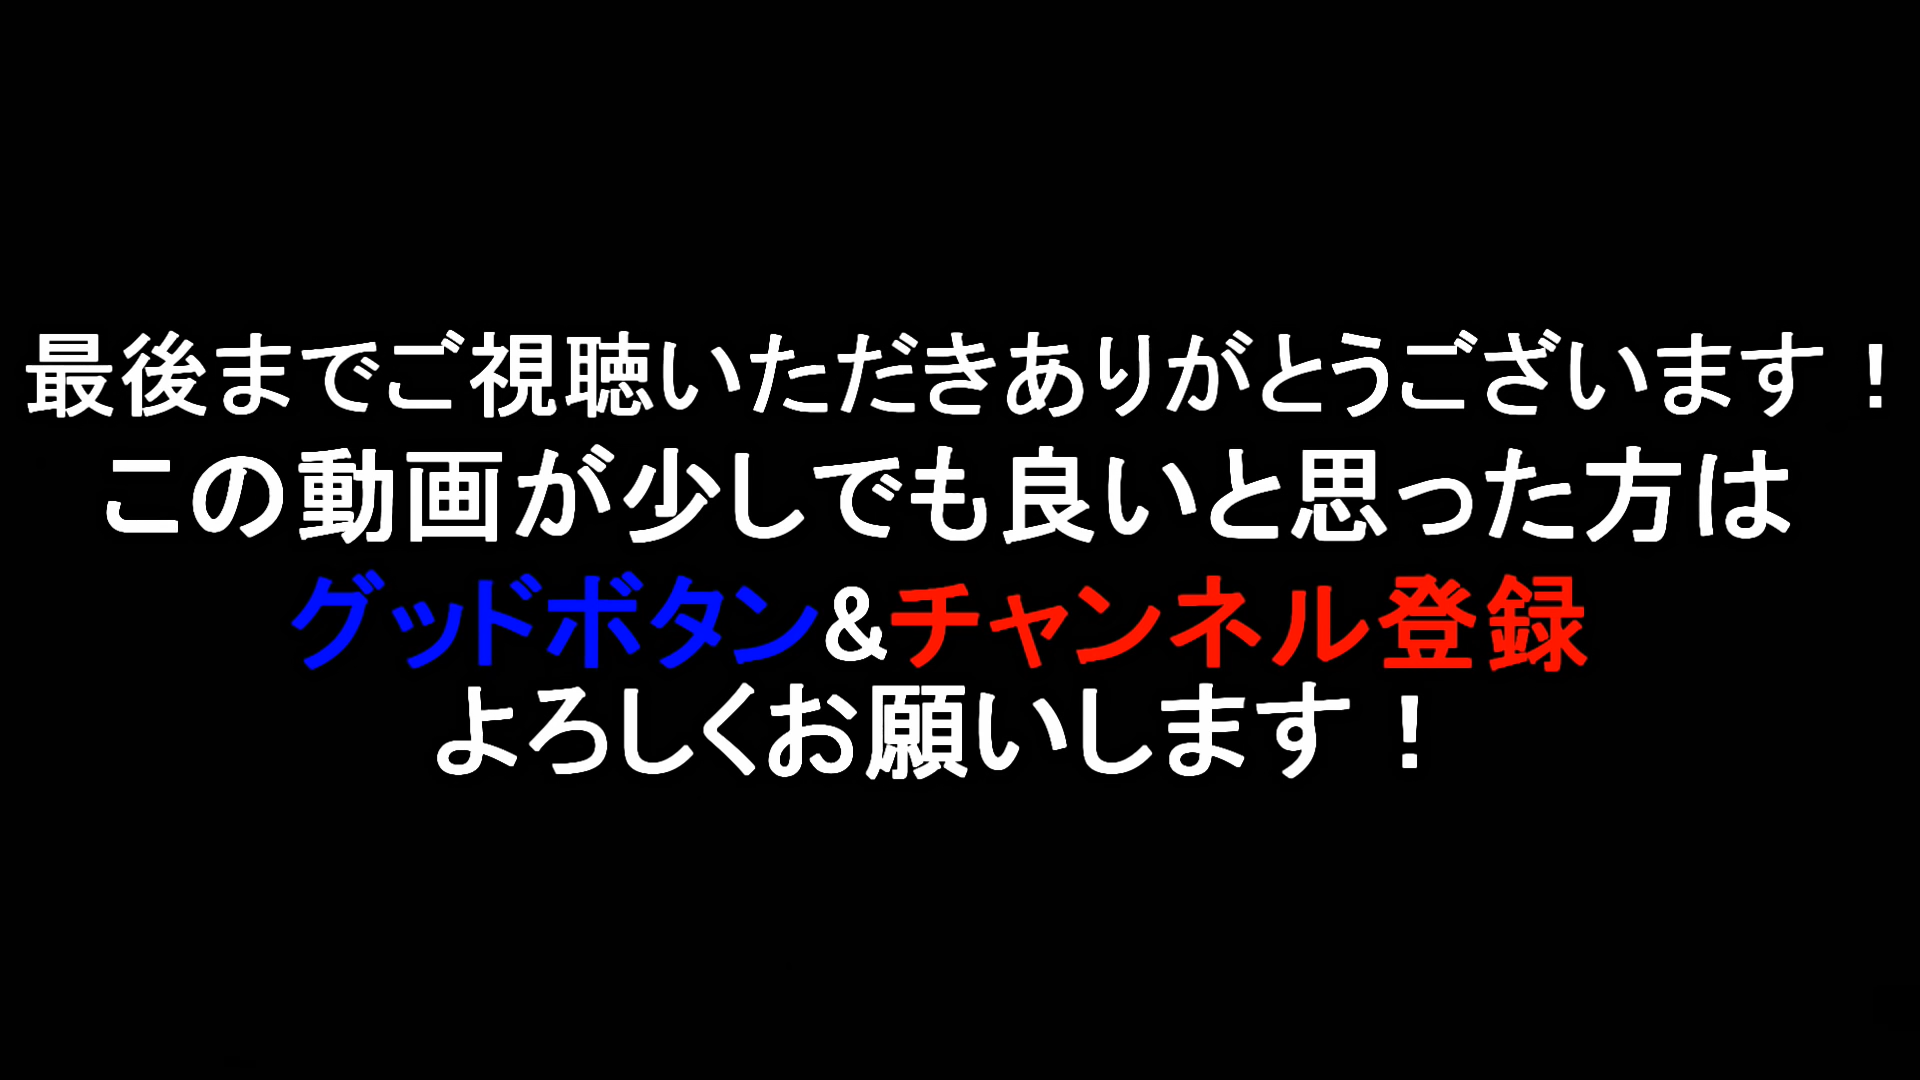 最後までご視聴いただきありがとうございます！
この動画が少しでも良いと思った方は
グッドボタン&チャンネル登録
よろしくお願いします！